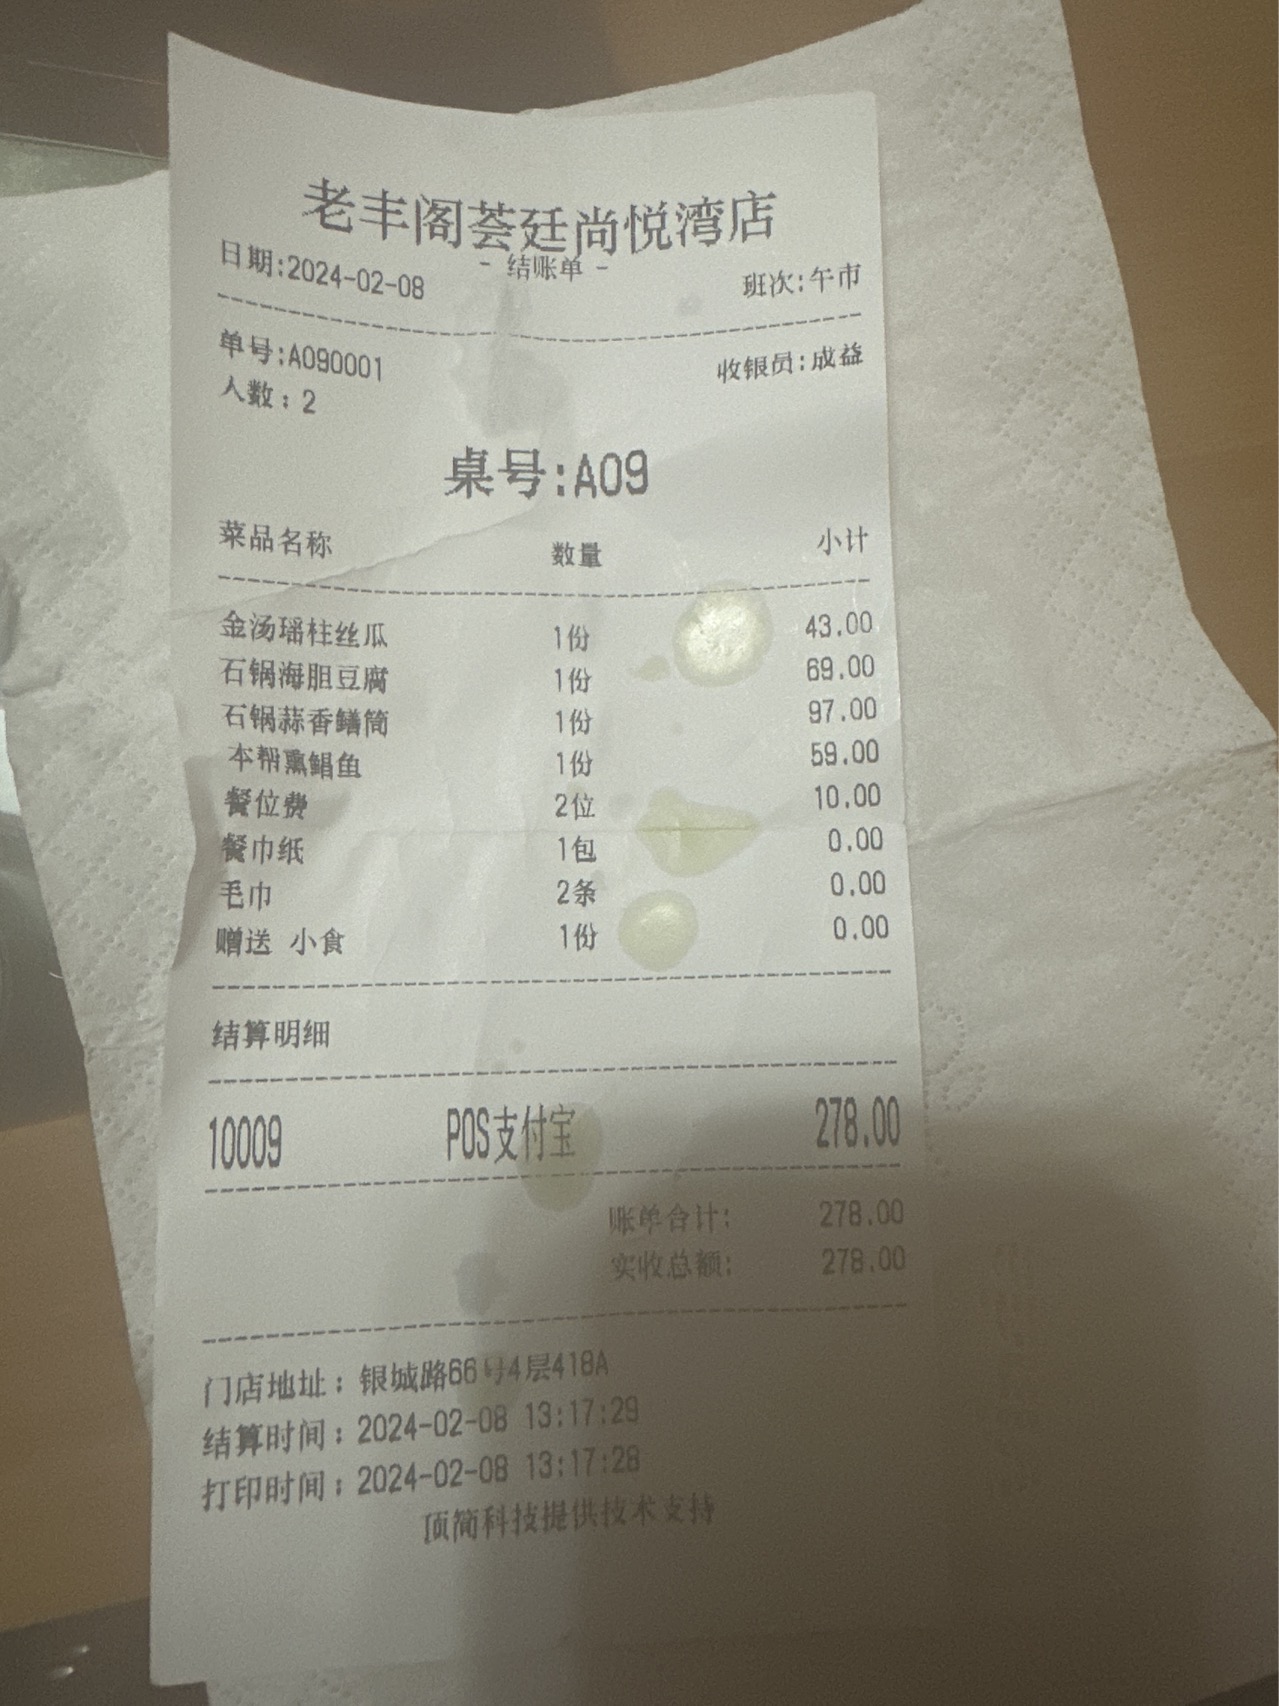 老丰阁荟廷尚悦湾店
- 结账单 -
日期:2024-02-08 班次:午市
单号:A090001 收银员:成益
人数：2
桌号:A09
菜品名称 数量 小计
金汤瑶柱丝瓜 1份 43.00
石锅海胆豆腐 1份 69.00
石锅蒜香鳝筒 1份 97.00
本帮熏鲳鱼 1份 59.00
餐位费 2位 10.00
餐巾纸 1包 0.00
毛巾 2条 0.00
赠送 小食 1份 0.00
结算明细
10009 POS支付宝 278.00
账单合计: 278.00
实收总额: 278.00
门店地址：银城路66号4层418A
结算时间：2024-02-08 13:17:29
打印时间：2024-02-08 13:17:28
顶简科技提供技术支持